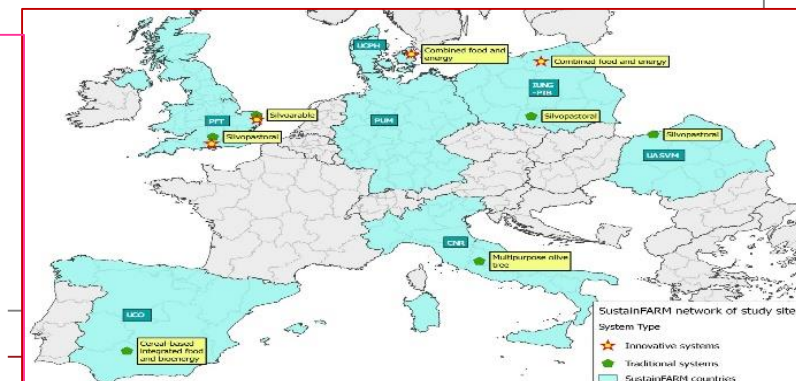 UCPH
Combined food and
energy
Combined food and energy
IUNG
-PIB
Silvoarable
PFT
Silvopastoral
PUM
Silvopastoral
Silvopastoral
UASVM
CNR
Multipurpose olive
tree
UCO
Cereal based
integrated food
and bioenergy
SustainFARM network of study site
System Type
Innovative systems
Traditional systems
SustainFARM countries